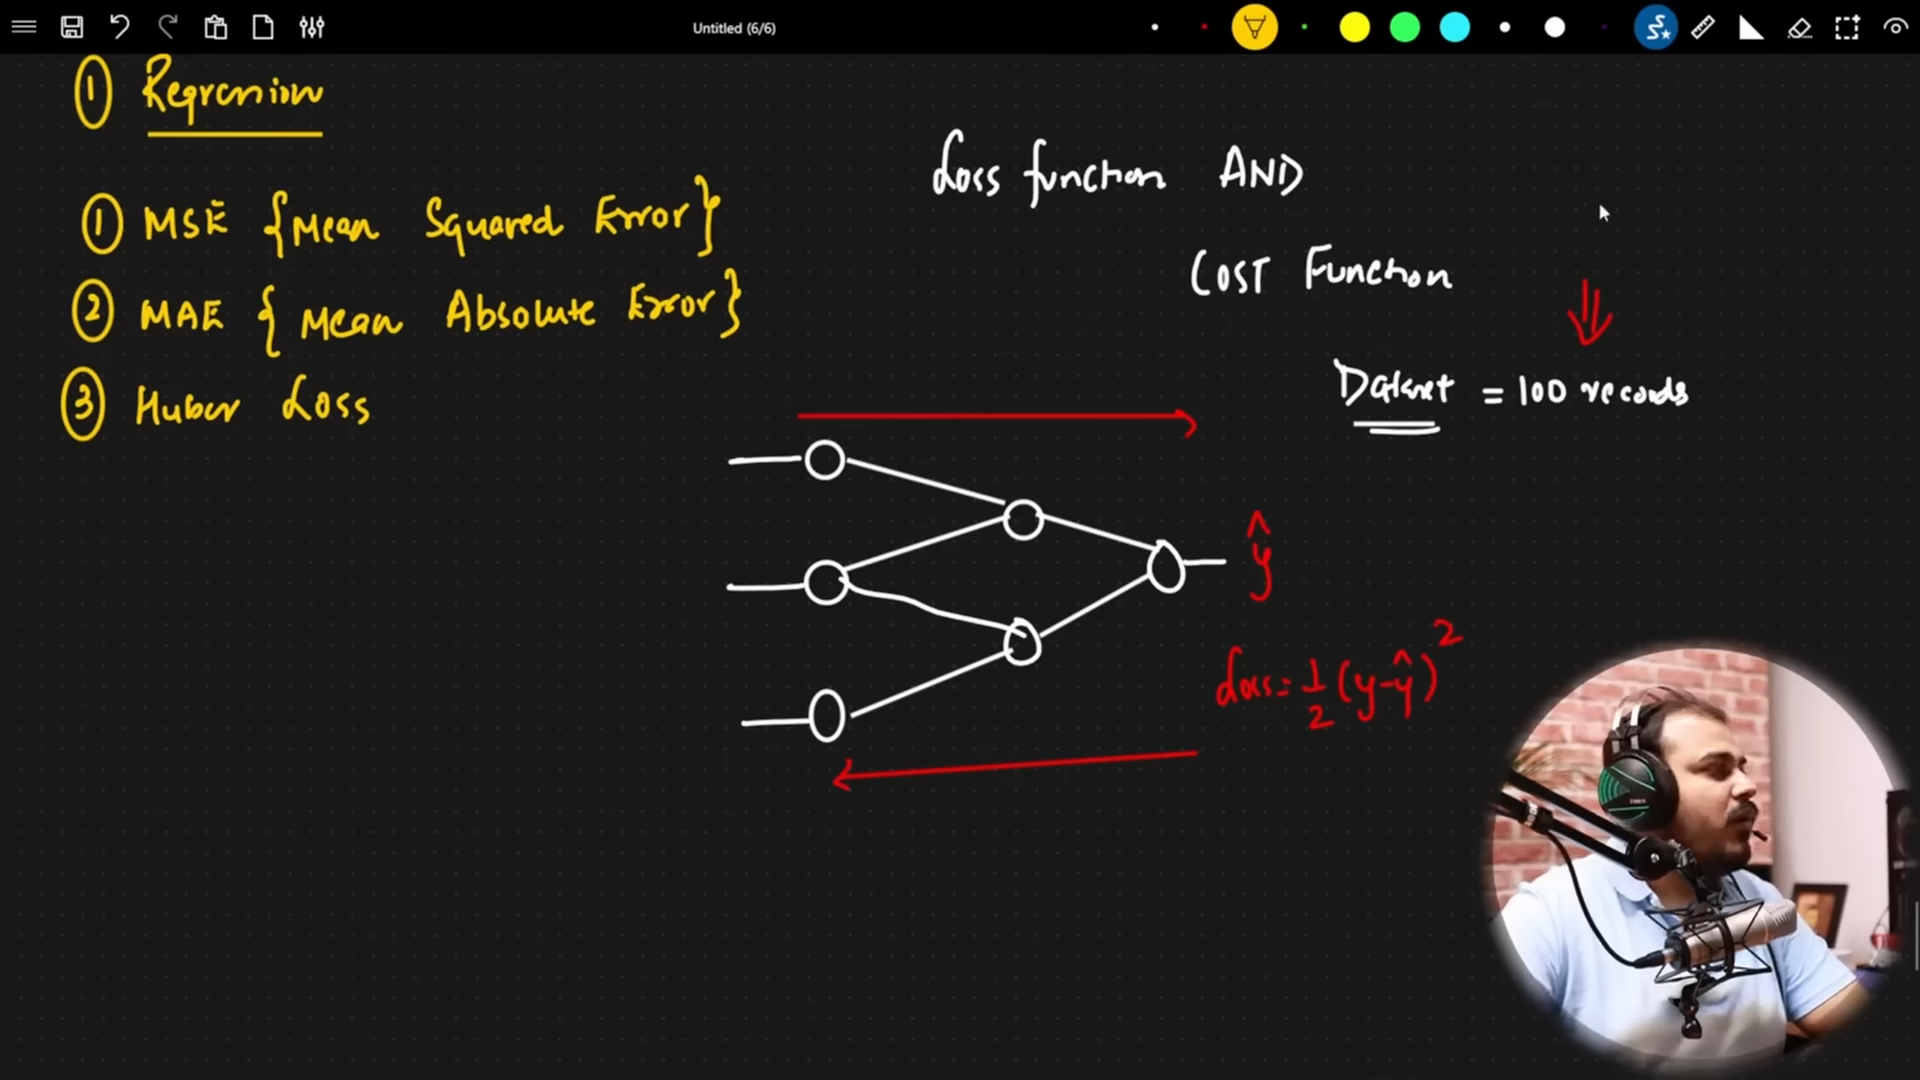 Untitled (6/6)
① Regression
① MSE {Mean Squared Error}
② MAE {Mean Absolute Error}
③ Huber Loss
Loss function AND
COST Function
Dataset = 100 records
ŷ
Loss = 1/2 (y-ŷ)²